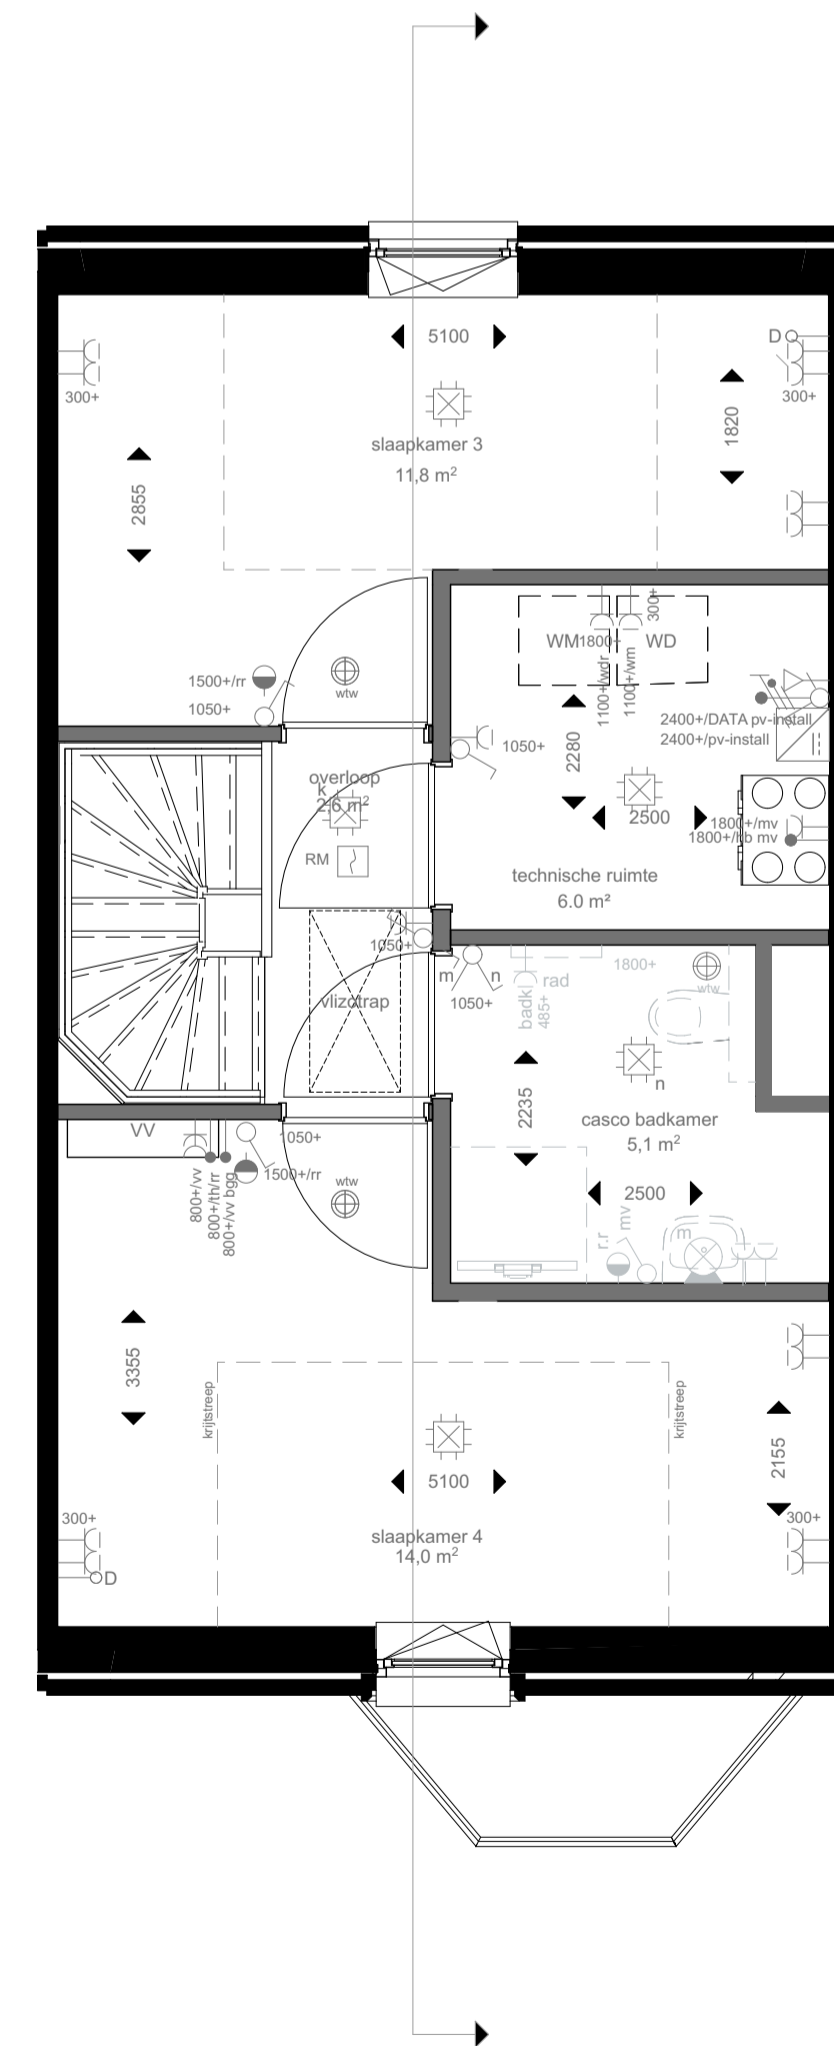 5100
D
300+
300+
1820
slaapkamer 3
11,8 m²
2855
WM
1800+
WD
300+
1100+/wdr
1100+/wm
1500+/rr
wtw
1050+
2400+/DATA pv-install
2400+/pv-install
1050+
2280
overloop
k
2,6 m²
2500
1800+/mv
1800+/hb mv
RM
technische ruimte
6.0 m²
1050+
m
n
1050+
rad
badk
485+
1800+
wtw
vlizotrap
n
2235
casco badkamer
5,1 m²
VV
1050+
1500+/rr
wtw
800+/vv
800+/th/rr
800+/vv bgg
2500
r.r
mv
m
3355
krijtstreep
krijtstreep
2155
5100
300+
300+
slaapkamer 4
14,0 m²
D